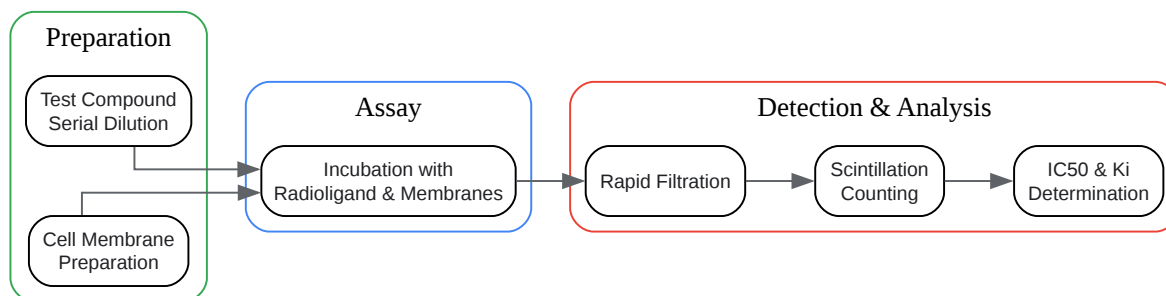 Preparation
Test Compound
Serial Dilution
Cell Membrane
Preparation
Assay
Incubation with
Radioligand & Membranes
Detection & Analysis
Rapid Filtration
Scintillation
Counting
IC50 & Ki
Determination